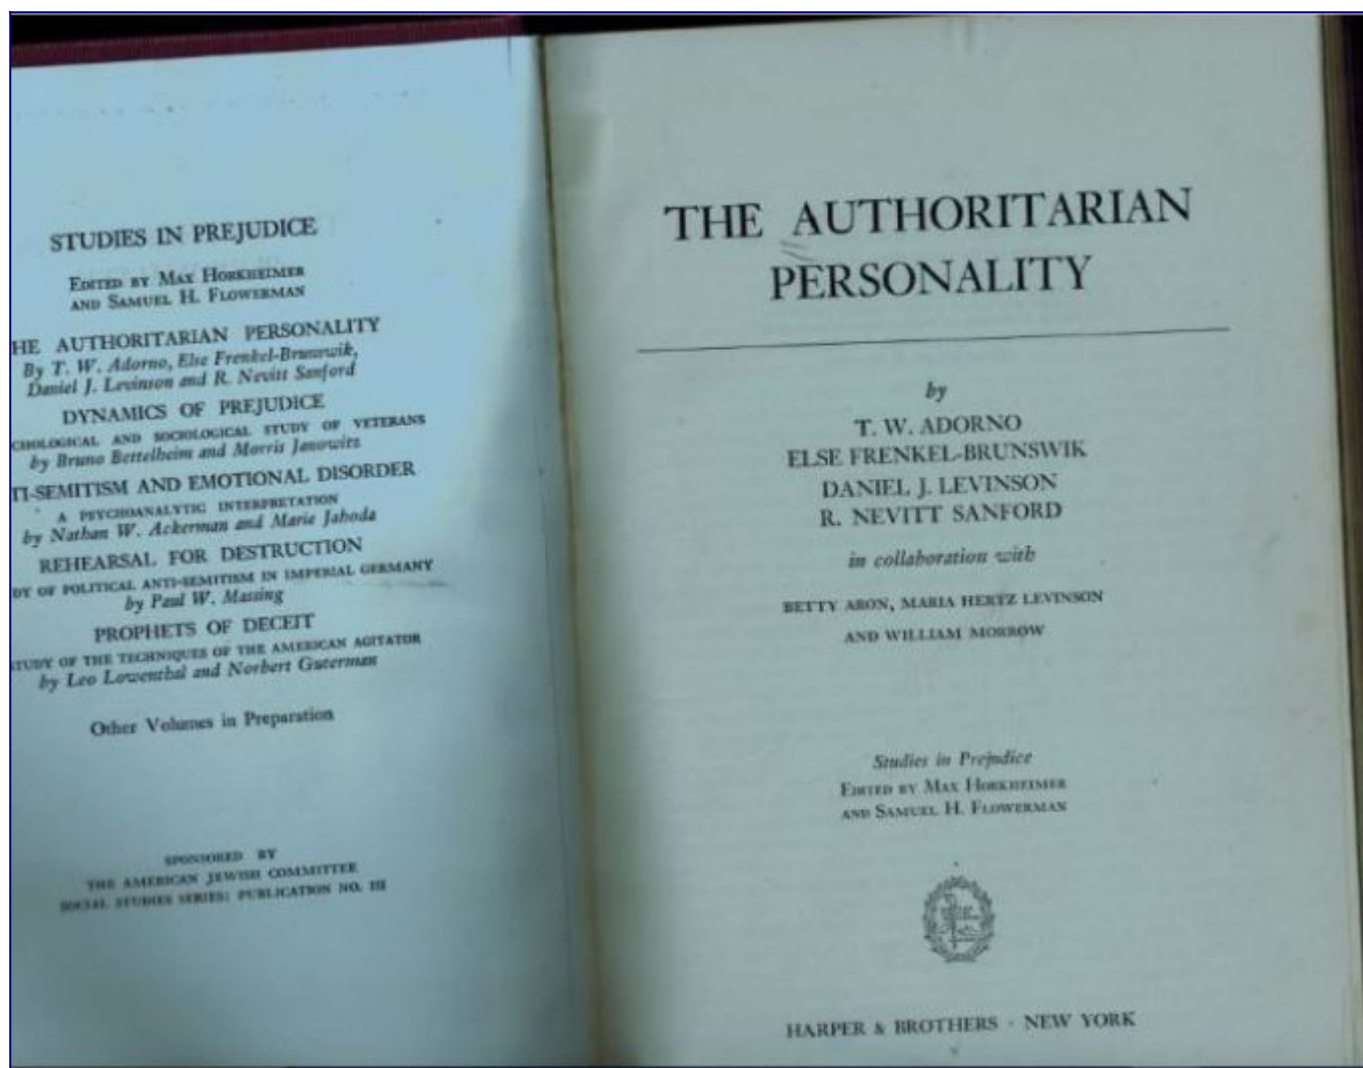 STUDIES IN PREJUDICE
EDITED BY MAX HORKHEIMER
AND SAMUEL H. FLOWERMAN
HE AUTHORITARIAN PERSONALITY
By T. W. Adorno, Else Frenkel-Brunswik,
Daniel J. Levinson and R. Nevitt Sanford
DYNAMICS OF PREJUDICE
CHOLOGICAL AND SOCIOLOGICAL STUDY OF VETERANS
by Bruno Bettelheim and Morris Janowitz
TI-SEMITISM AND EMOTIONAL DISORDER
A PSYCHOANALYTIC INTERPRETATION
by Nathan W. Ackerman and Marie Jahoda
REHEARSAL FOR DESTRUCTION
DY OF POLITICAL ANTI-SEMITISM IN IMPERIAL GERMANY
by Paul W. Massing
PROPHETS OF DECEIT
TUDY OF THE TECHNIQUES OF THE AMERICAN AGITATOR
by Leo Lowenthal and Norbert Guterman
Other Volumes in Preparation
SPONSORED BY
THE AMERICAN JEWISH COMMITTEE
SOCIAL STUDIES SERIES: PUBLICATION NO. III
THE AUTHORITARIAN
PERSONALITY
by
T. W. ADORNO
ELSE FRENKEL-BRUNSWIK
DANIEL J. LEVINSON
R. NEVITT SANFORD
in collaboration with
BETTY ARON, MARIA HERTZ LEVINSON
AND WILLIAM MORROW
Studies in Prejudice
EDITED BY MAX HORKHEIMER
AND SAMUEL H. FLOWERMAN
HARPER & BROTHERS · NEW YORK